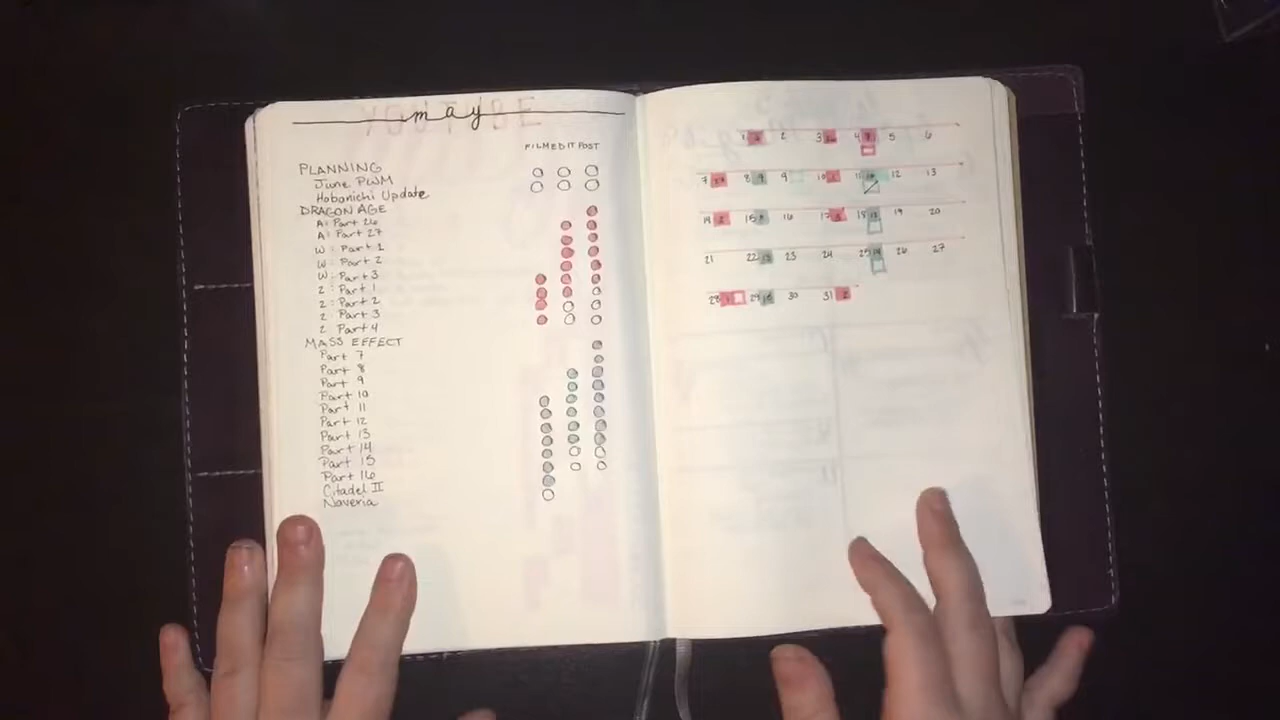 may
FILM EDIT POST
PLANNING
June PWM
Hobonichi Update
DRAGON AGE
A: Part 26
A: Part 27
W: Part 1
W: Part 2
W: Part 3
2: Part 1
2: Part 2
2: Part 3
2: Part 4
MASS EFFECT
Part 7
Part 8
Part 9
Part 10
Part 11
Part 12
Part 13
Part 14
Part 15
Part 16
Citadel II
Noveria
1 2 3 4 5 6
7 8 9 10 11 12 13
14 15 16 17 18 19 20
21 22 23 24 25 26 27
28 29 30 31